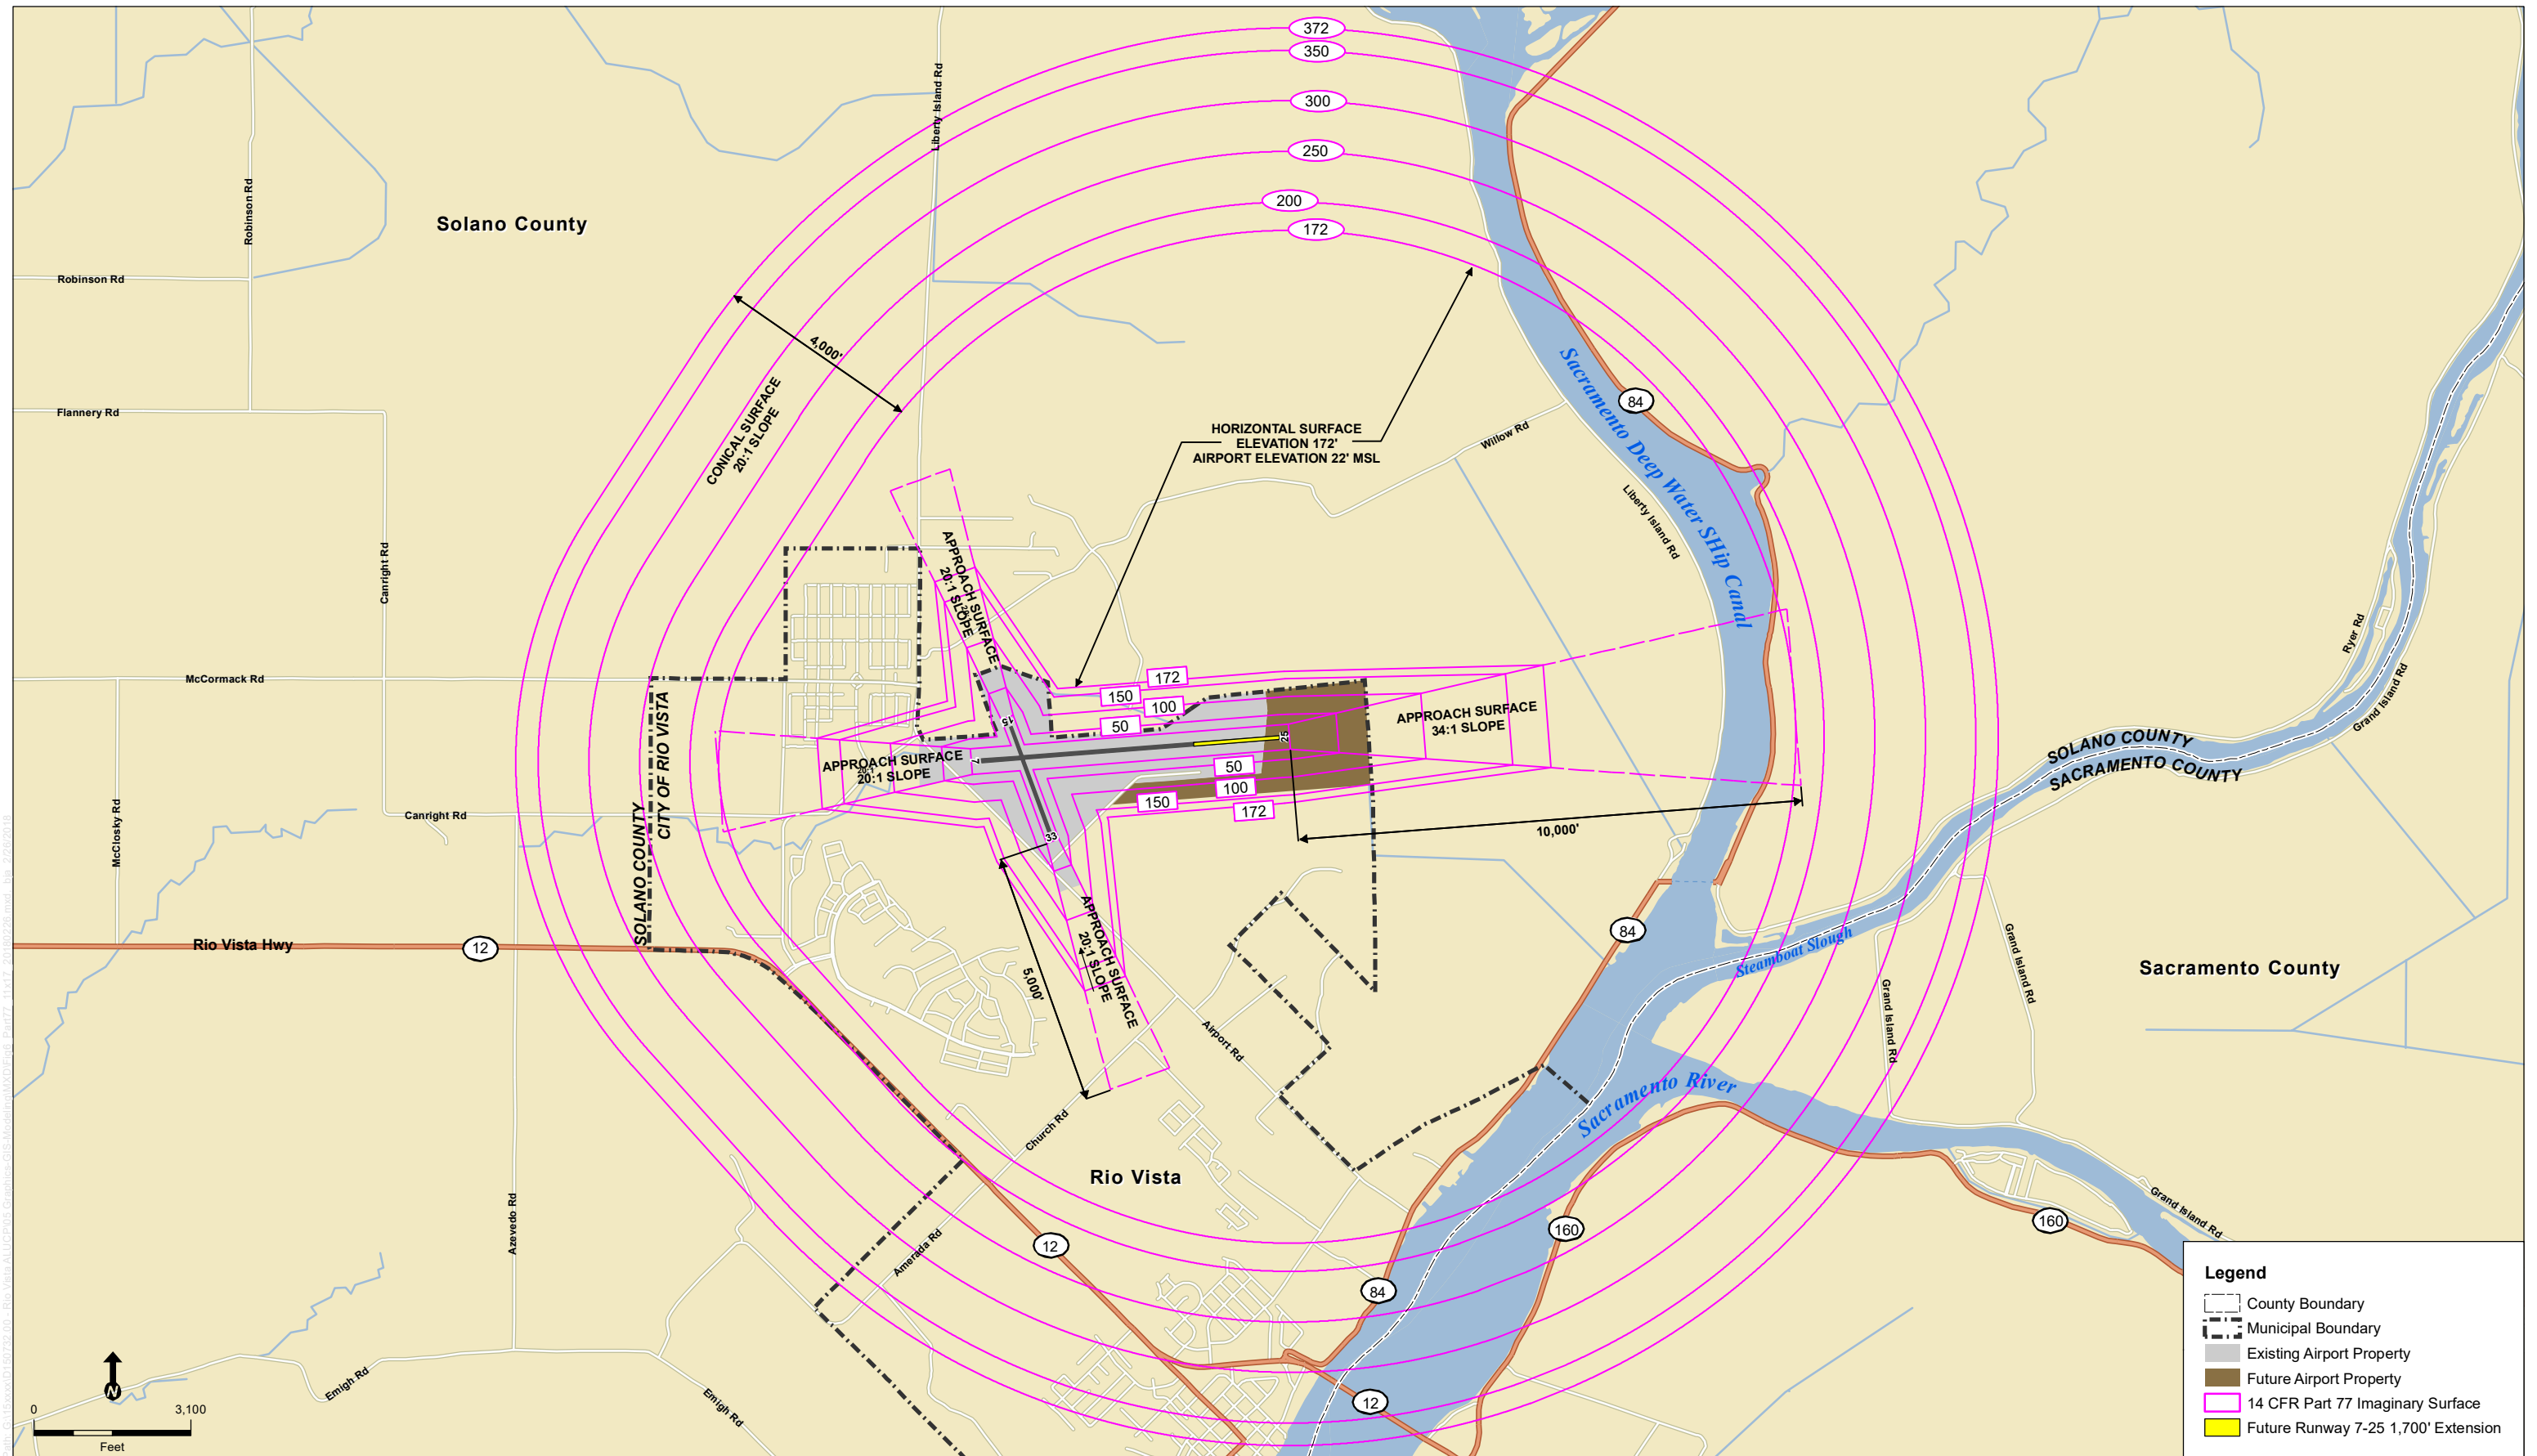 372
350
300
250
200
172
Liberty Island Rd
Robinson Rd
Solano County
Robinson Rd
4,000'
CONICAL SURFACE
20:1 SLOPE
Flannery Rd
HORIZONTAL SURFACE
ELEVATION 172'
AIRPORT ELEVATION 22' MSL
Willow Rd
84
Sacramento Deep Water SHip Canal
Liberty Island Rd
Canright Rd
APPROACH SURFACE
20:1 SLOPE
McCormack Rd
172
150
100
50
15
25
7
33
APPROACH SURFACE
34:1 SLOPE
APPROACH SURFACE
20:1 SLOPE
50
100
150
172
10,000'
SOLANO COUNTY
CITY OF RIO VISTA
McClosky Rd
Canright Rd
Ryer Rd
Grand Island Rd
SOLANO COUNTY
SACRAMENTO COUNTY
Rio Vista Hwy
12
5,000'
APPROACH SURFACE
20:1 SLOPE
84
Steamboat Slough
Grand Island Rd
Grand Island Rd
Sacramento County
Airport Rd
Sacramento River
Church Rd
Rio Vista
Azevedo Rd
Amerada Rd
12
160
160
Grand Island Rd
84
12
Emigh Rd
Emigh Rd
N
0
3,100
Feet
Legend
County Boundary
Municipal Boundary
Existing Airport Property
Future Airport Property
14 CFR Part 77 Imaginary Surface
Future Runway 7-25 1,700' Extension